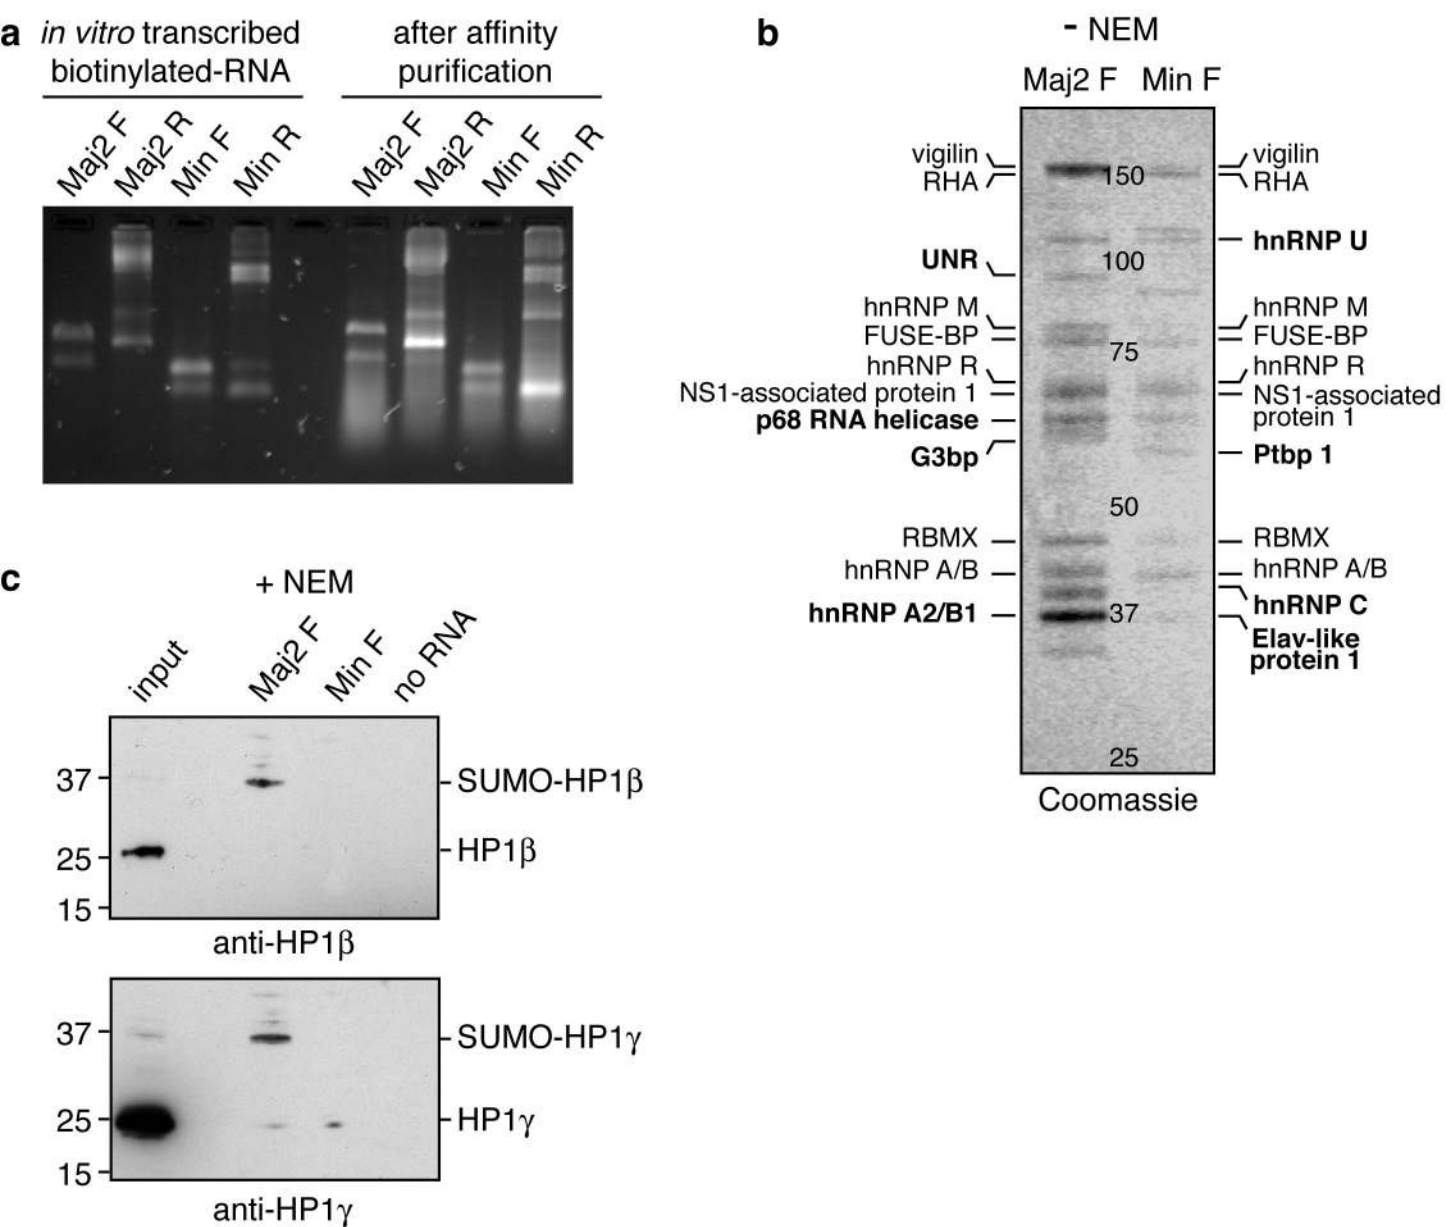 a
in vitro transcribed
biotinylated-RNA
after affinity
purification
Maj2 F
Maj2 R
Min F
Min R
Maj2 F
Maj2 R
Min F
Min R
b
- NEM
Maj2 F Min F
vigilin
RHA
UNR
hnRNP M
FUSE-BP
hnRNP R
NS1-associated protein 1
p68 RNA helicase
G3bp
RBMX
hnRNP A/B
hnRNP A2/B1
150
100
75
50
37
25
vigilin
RHA
hnRNP U
hnRNP M
FUSE-BP
hnRNP R
NS1-associated
protein 1
Ptbp 1
RBMX
hnRNP A/B
hnRNP C
Elav-like
protein 1
Coomassie
c
+ NEM
input
Maj2 F
Min F
no RNA
37
25
15
SUMO-HP1β
HP1β
anti-HP1β
37
25
15
SUMO-HP1γ
HP1γ
anti-HP1γ